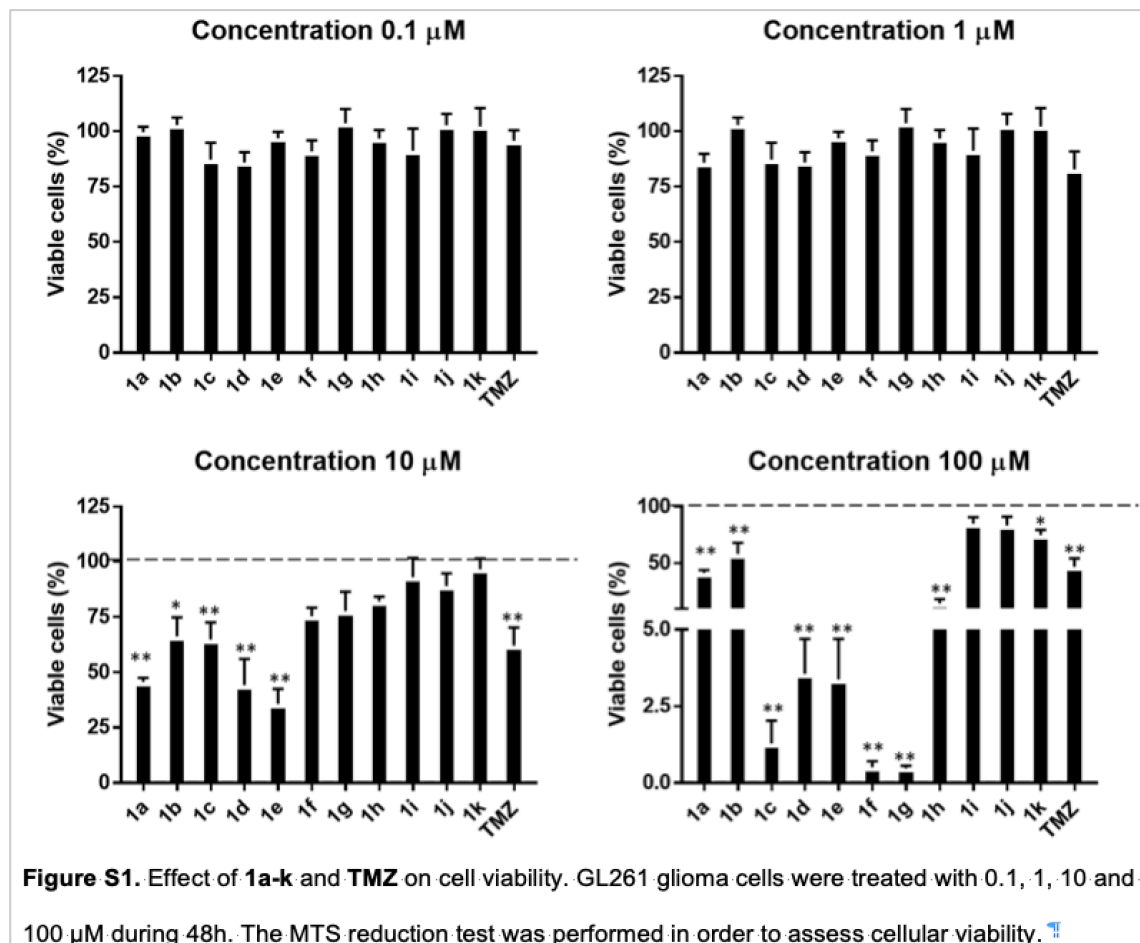 Concentration 0.1 μM
Concentration 1 μM
125
100
75
50
25
0
Viable cells (%)
1a 1b 1c 1d 1e 1f 1g 1h 1i 1j 1k TMZ
125
100
75
50
25
0
Viable cells (%)
1a 1b 1c 1d 1e 1f 1g 1h 1i 1j 1k TMZ
Concentration 10 μM
Concentration 100 μM
125
100
75
50
25
0
Viable cells (%)
** * ** ** ** **
1a 1b 1c 1d 1e 1f 1g 1h 1i 1j 1k TMZ
100
50
5.0
2.5
0.0
Viable cells (%)
** ** ** ** ** ** ** ** * **
1a 1b 1c 1d 1e 1f 1g 1h 1i 1j 1k TMZ
Figure S1. Effect of 1a-k and TMZ on cell viability. GL261 glioma cells were treated with 0.1, 1, 10 and
100 μM during 48h. The MTS reduction test was performed in order to assess cellular viability. ¶